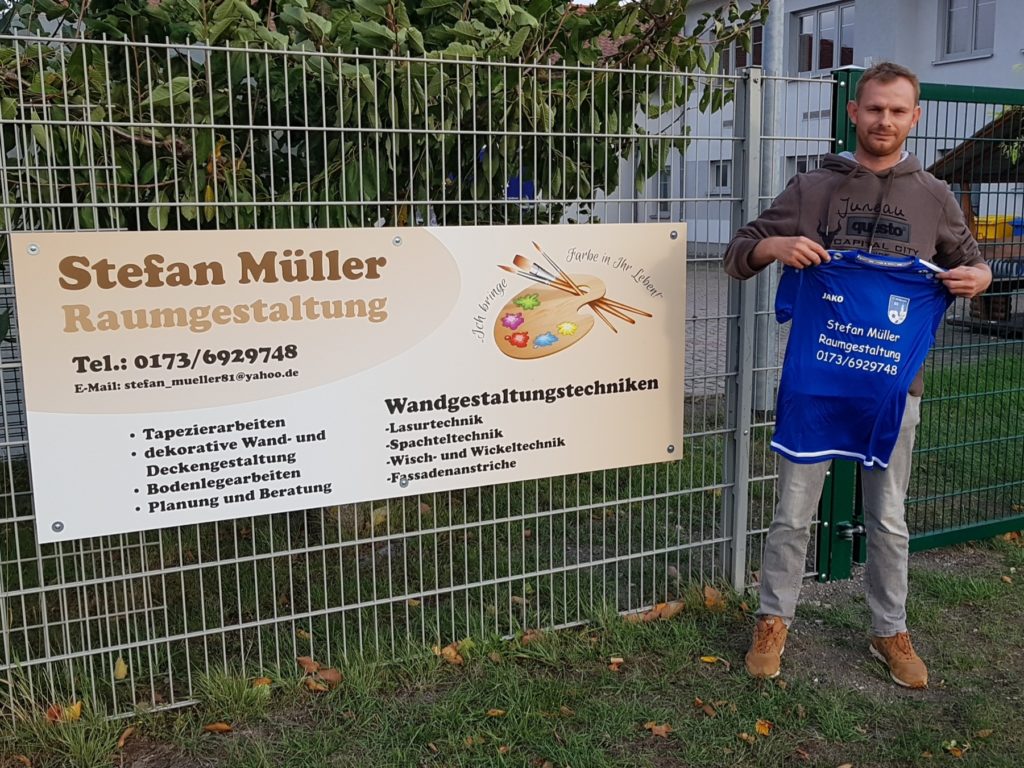 Stefan Müller
Raumgestaltung
Tel.: 0173/6929748
E-Mail: stefan_mueller81@yahoo.de
• Tapezierarbeiten
• dekorative Wand- und
Deckengestaltung
• Bodenlegearbeiten
• Planung und Beratung
„Ich bringe Farbe in Ihr Leben!“
Wandgestaltungstechniken
-Lasurtechnik
-Spachteltechnik
-Wisch- und Wickeltechnik
-Fassadenanstriche
Juneau
questo
CAPITAL CITY
JAKO
Stefan Müller
Raumgestaltung
0173/6929748